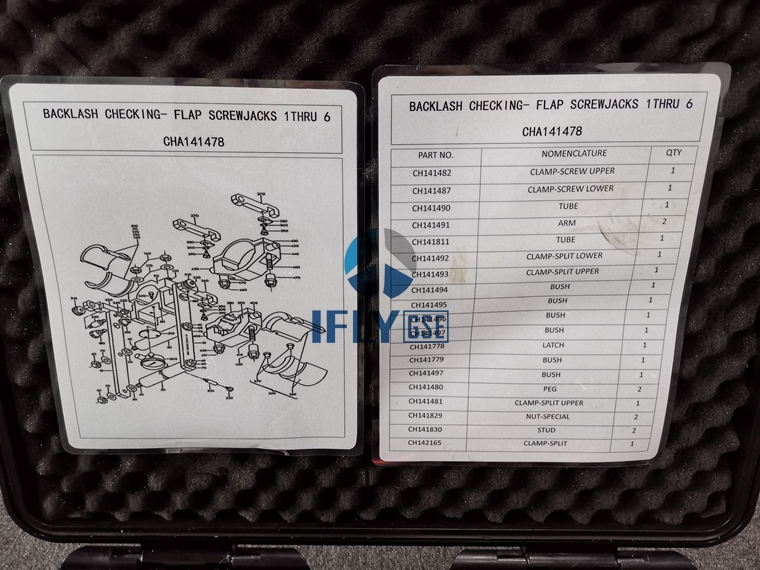 BACKLASH CHECKING- FLAP SCREWJACKS 1THRU 6
CHA141478
BACKLASH CHECKING- FLAP SCREWJACKS 1THRU 6
CHA141478
PART NO. NOMENCLATURE QTY
CH141482 CLAMP-SCREW UPPER 1
CH141487 CLAMP-SCREW LOWER 1
CH141490 TUBE 1
CH141491 ARM 2
CH141811 TUBE 1
CH141492 CLAMP-SPLIT LOWER 1
CH141493 CLAMP-SPLIT UPPER 1
CH141494 BUSH 1
CH141495 BUSH 1
CH141496 BUSH 1
CH141497 BUSH 1
CH141778 LATCH 1
CH141779 BUSH 1
CH141497 BUSH 1
CH141480 PEG 2
CH141481 CLAMP-SPLIT UPPER 1
CH141829 NUT-SPECIAL 2
CH141830 STUD 2
CH142165 CLAMP-SPLIT 1
IFLY GSE